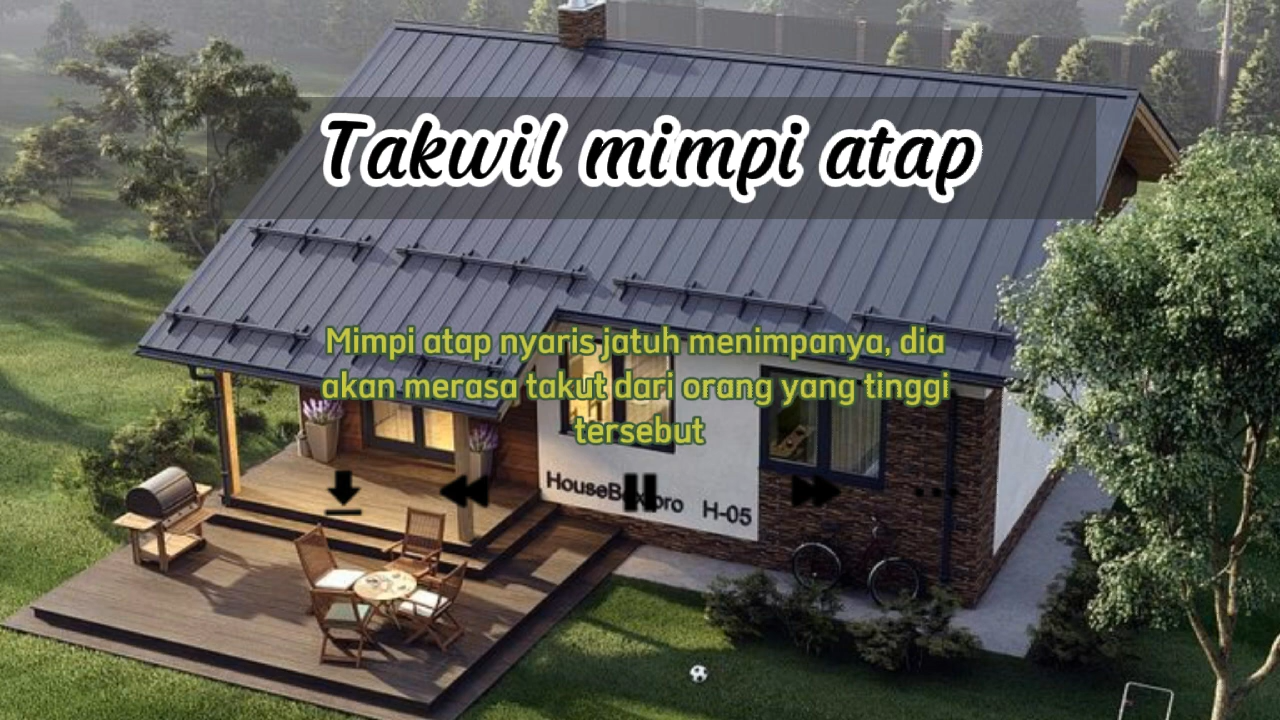 Takwil mimpi atap
Mimpi atap nyaris jatuh menimpanya, dia
akan merasa takut dari orang yang tinggi
tersebut
HouseBox.pro H-05